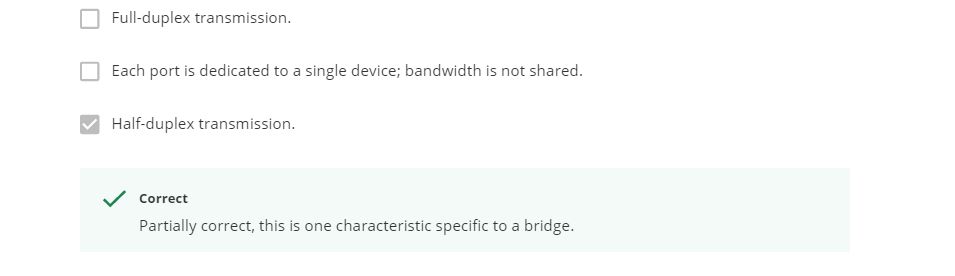 Full-duplex transmission.
Each port is dedicated to a single device; bandwidth is not shared.
Half-duplex transmission.
Correct
Partially correct, this is one characteristic specific to a bridge.